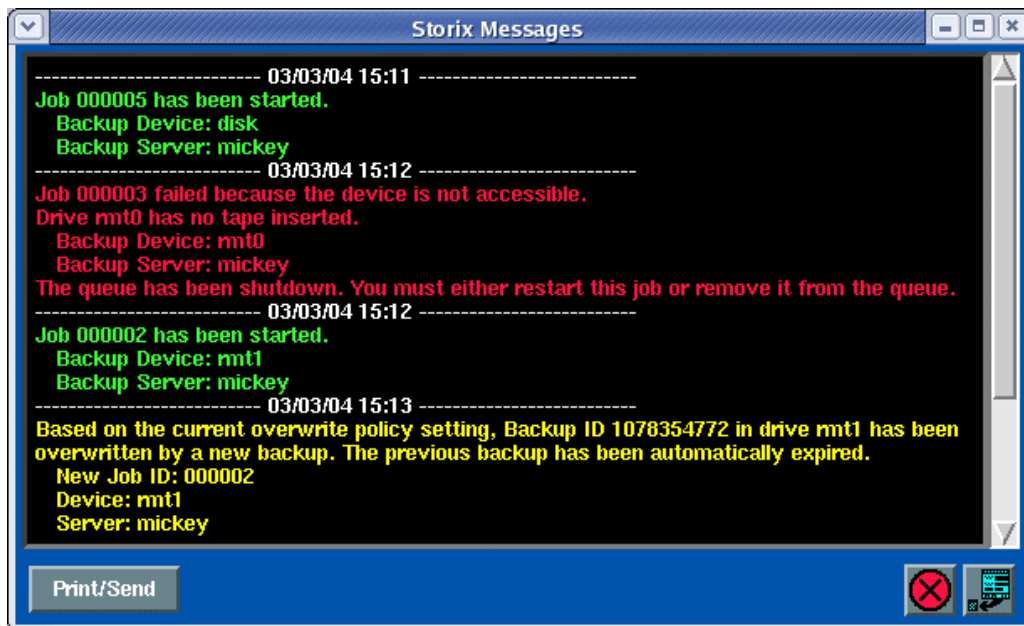 Storix Messages
--------------------------- 03/03/04 15:11 --------------------------
Job 000005 has been started.
Backup Device: disk
Backup Server: mickey
--------------------------- 03/03/04 15:12 --------------------------
Job 000003 failed because the device is not accessible.
Drive rmt0 has no tape inserted.
Backup Device: rmt0
Backup Server: mickey
The queue has been shutdown. You must either restart this job or remove it from the queue.
--------------------------- 03/03/04 15:12 --------------------------
Job 000002 has been started.
Backup Device: rmt1
Backup Server: mickey
--------------------------- 03/03/04 15:13 --------------------------
Based on the current overwrite policy setting, Backup ID 1078354772 in drive rmt1 has been
overwritten by a new backup. The previous backup has been automatically expired.
New Job ID: 000002
Device: rmt1
Server: mickey
Print/Send